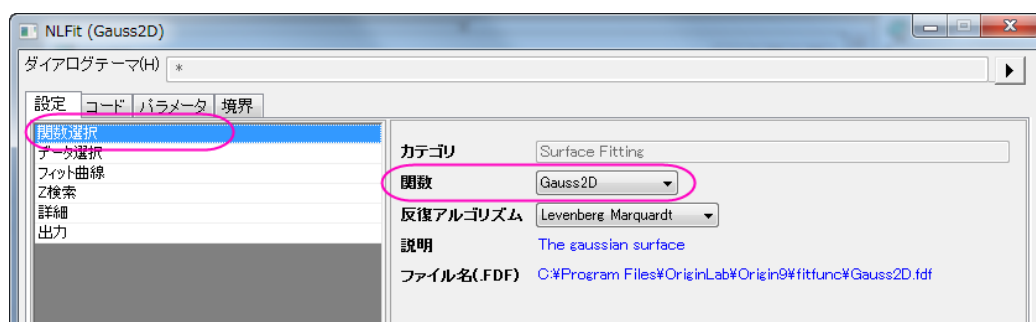 NLFit (Gauss2D)
ダイアログテーマ(H) *
設定 コード パラメータ 境界
関数選択
データ選択
フィット曲線
Z検索
詳細
出力
カテゴリ Surface Fitting
関数 Gauss2D
反復アルゴリズム Levenberg Marquardt
説明 The gaussian surface
ファイル名(.FDF) C:¥Program Files¥OriginLab¥Origin9¥fitfunc¥Gauss2D.fdf